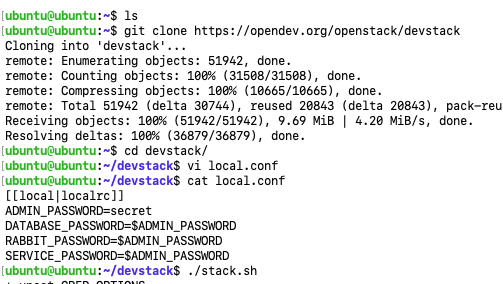 [ubuntu@ubuntu:~$ ls
[ubuntu@ubuntu:~$ git clone https://opendev.org/openstack/devstack
Cloning into 'devstack'...
remote: Enumerating objects: 51942, done.
remote: Counting objects: 100% (31508/31508), done.
remote: Compressing objects: 100% (10665/10665), done.
remote: Total 51942 (delta 30744), reused 20843 (delta 20843), pack-reu
Receiving objects: 100% (51942/51942), 9.69 MiB | 4.20 MiB/s, done.
Resolving deltas: 100% (36879/36879), done.
[ubuntu@ubuntu:~$ cd devstack/
[ubuntu@ubuntu:~/devstack$ vi local.conf
[ubuntu@ubuntu:~/devstack$ cat local.conf
[[local|localrc]]
ADMIN_PASSWORD=secret
DATABASE_PASSWORD=$ADMIN_PASSWORD
RABBIT_PASSWORD=$ADMIN_PASSWORD
SERVICE_PASSWORD=$ADMIN_PASSWORD
[ubuntu@ubuntu:~/devstack$ ./stack.sh